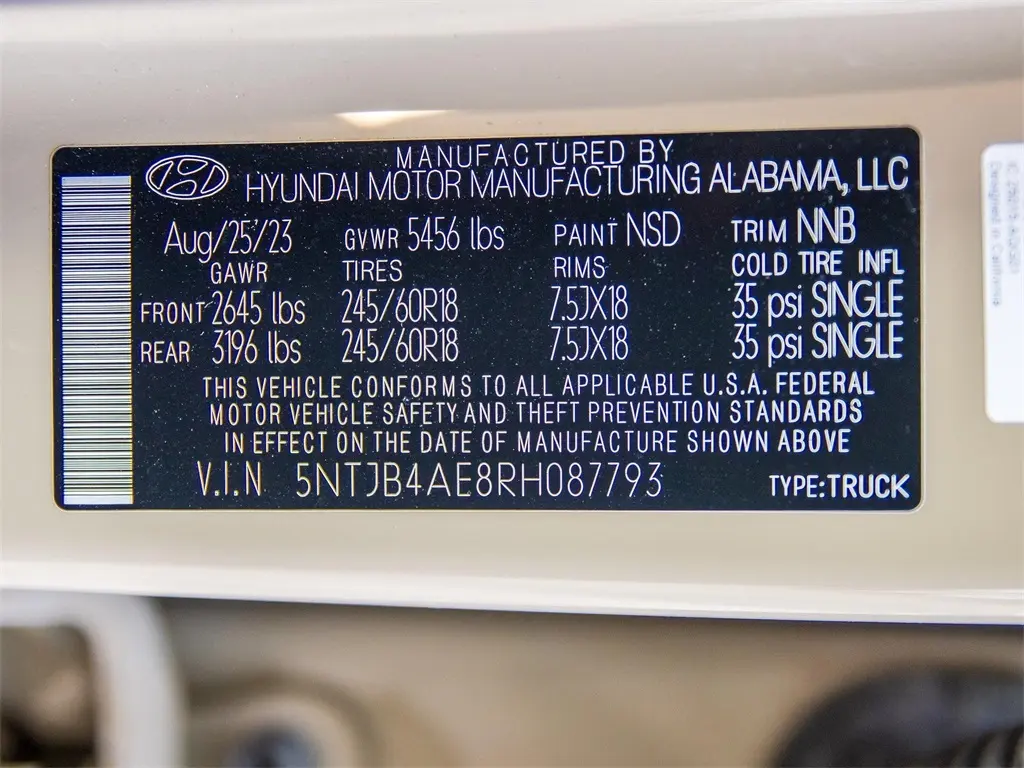 MANUFACTURED BY
HYUNDAI MOTOR MANUFACTURING ALABAMA, LLC
Aug/25/23 GVWR 5456 lbs PAINT NSD TRIM NNB
GAWR TIRES RIMS COLD TIRE INFL
FRONT 2645 lbs 245/60R18 7.5JX18 35 psi SINGLE
REAR 3196 lbs 245/60R18 7.5JX18 35 psi SINGLE
THIS VEHICLE CONFORMS TO ALL APPLICABLE U.S.A. FEDERAL
MOTOR VEHICLE SAFETY AND THEFT PREVENTION STANDARDS
IN EFFECT ON THE DATE OF MANUFACTURE SHOWN ABOVE
V.I.N 5NTJB4AE8RH087793 TYPE:TRUCK
Designed in California